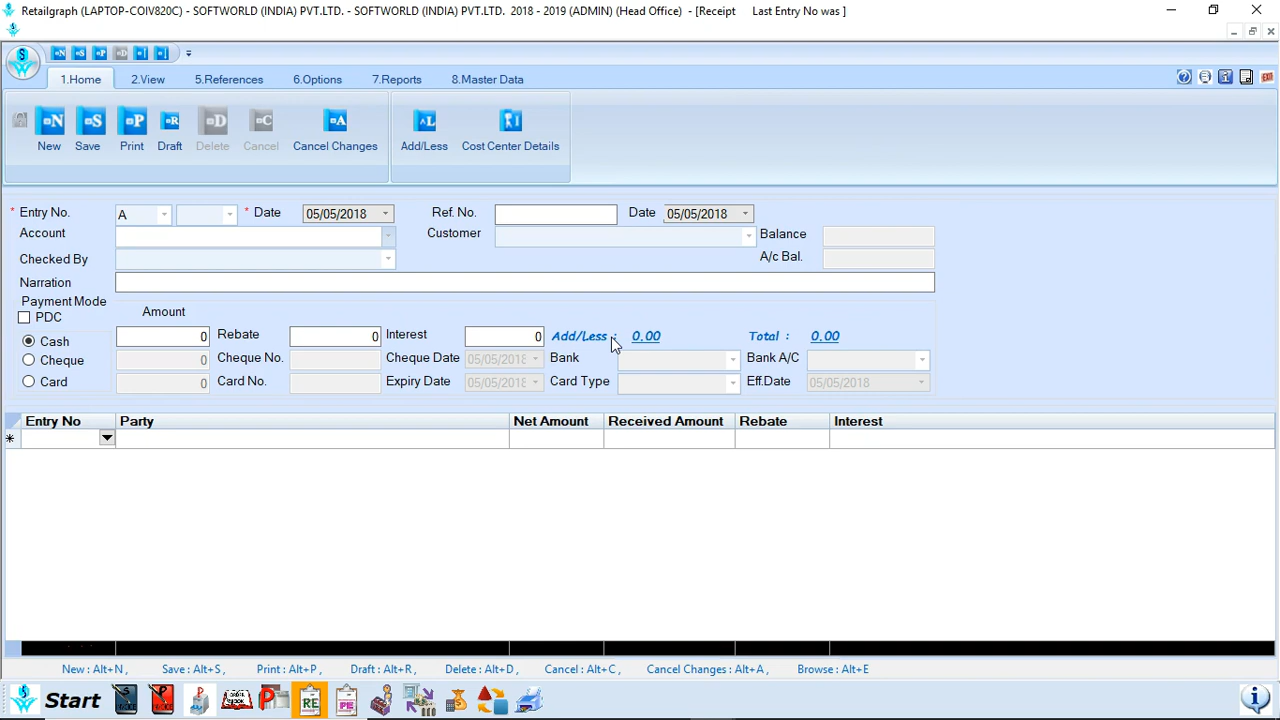 Retailgraph (LAPTOP-COIV820C) - SOFTWORLD (INDIA) PVT.LTD. - SOFTWORLD (INDIA) PVT.LTD. 2018 - 2019 (ADMIN) (Head Office) - [Receipt Last Entry No was ]
1.Home 2.View 5.References 6.Options 7.Reports 8.Master Data
New Save Print Draft Delete Cancel Cancel Changes Add/Less Cost Center Details
* Entry No. A * Date 05/05/2018 Ref. No. Date 05/05/2018
Account Customer Balance
Checked By A/c Bal.
Narration
Payment Mode
PDC Amount
Cash 0 Rebate 0 Interest 0 Add/Less : 0.00 Total : 0.00
Cheque 0 Cheque No. Cheque Date 05/05/2018 Bank Bank A/C
Card 0 Card No. Expiry Date 05/05/2018 Card Type Eff.Date 05/05/2018
Entry No Party Net Amount Received Amount Rebate Interest
New : Alt+N , Save : Alt+S , Print : Alt+P , Draft : Alt+R , Delete : Alt+D , Cancel : Alt+C , Cancel Changes : Alt+A , Browse : Alt+E
Start RE PE